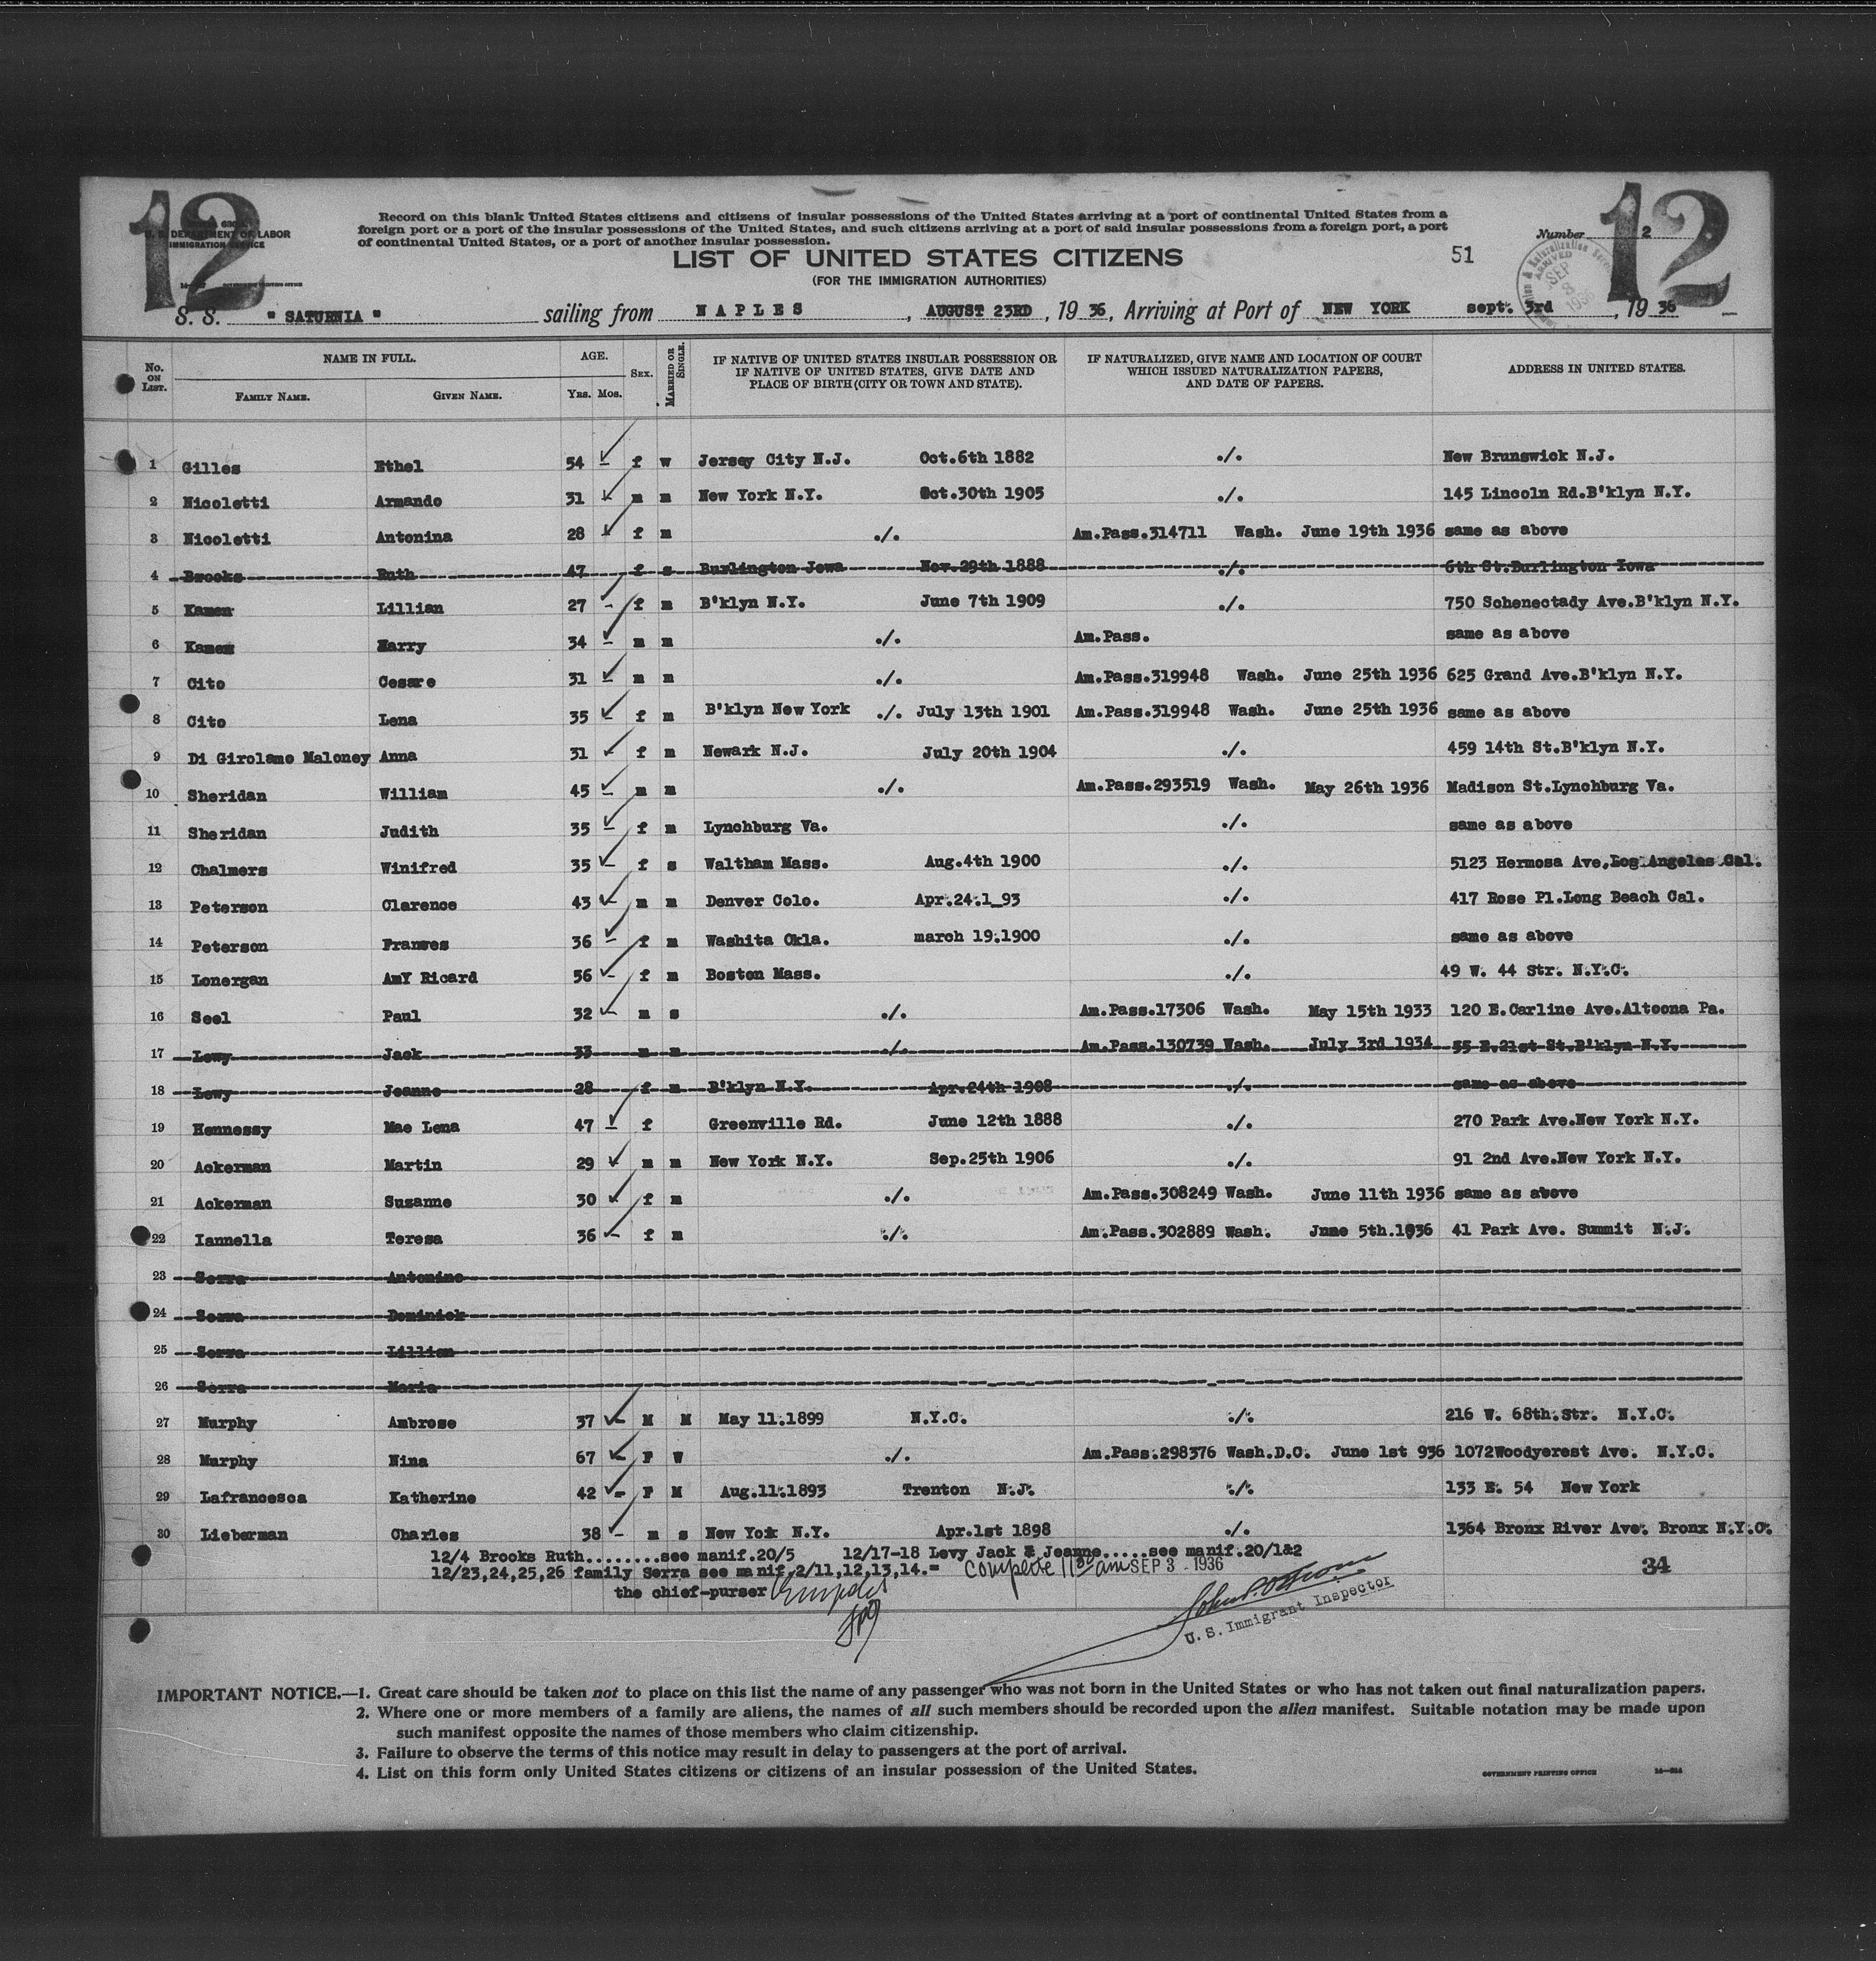 12
12
U. S. DEPARTMENT OF LABOR
IMMIGRATION SERVICE
Record on this blank United States citizens and citizens of insular possessions of the United States arriving at a port of continental United States from a
foreign port or a port of the insular possessions of the United States, and such citizens arriving at a port of said insular possessions from a foreign port, a port
of continental United States, or a port of another insular possession.
Number 2
LIST OF UNITED STATES CITIZENS
51
(FOR THE IMMIGRATION AUTHORITIES)
S. S. " SATURNIA " sailing from NAPLES, AUGUST 23RD, 19 36, Arriving at Port of NEW YORK sept. 3rd, 19 36
No. ON LIST. NAME IN FULL. FAMILY NAME. GIVEN NAME. AGE. YRS. MOS. SEX. MARRIED OR SINGLE. IF NATIVE OF UNITED STATES INSULAR POSSESSION OR IF NATIVE OF UNITED STATES, GIVE DATE AND PLACE OF BIRTH (CITY OR TOWN AND STATE). IF NATURALIZED, GIVE NAME AND LOCATION OF COURT WHICH ISSUED NATURALIZATION PAPERS, AND DATE OF PAPERS. ADDRESS IN UNITED STATES.
1 Gilles Ethel 54 – f w Jersey City N.J. Oct.6th 1882 ./. New Brunswick N.J.
2 Nicoletti Armando 31 – m m New York N.Y. Oct.30th 1905 ./. 145 Lincoln Rd.B'klyn N.Y.
3 Nicoletti Antonina 28 – f m ./. Am.Pass.314711 Wash. June 19th 1936 same as above
4 Brooks Ruth 47 f s Burlington Jowa Nov.29th 1888 ./. 6th St.Burlington Iowa
5 Kamen Lillian 27 – f m B'klyn N.Y. June 7th 1909 ./. 750 Schenectady Ave.B'klyn N.Y.
6 Kamen Harry 34 – m m ./. Am.Pass. same as above
7 Cito Cesare 31 – m m ./. Am.Pass.319948 Wash. June 25th 1936 625 Grand Ave.B'klyn N.Y.
8 Cito Lena 35 – f m B'klyn New York ./. July 13th 1901 Am.Pass.319948 Wash. June 25th 1936 same as above
9 Di Girolamo Maloney Anna 31 – f m Newark N.J. July 20th 1904 ./. 459 14th St.B'klyn N.Y.
10 Sheridan William 45 – m m ./. Am.Pass.293519 Wash. May 26th 1936 Madison St.Lynchburg Va.
11 Sheridan Judith 35 – f m Lynchburg Va. ./. same as above
12 Chalmers Winifred 35 – f s Waltham Mass. Aug.4th 1900 ./. 5123 Hermosa Ave.Los Angeles Cal.
13 Peterson Clarence 43 – m m Denver Colo. Apr.24.1_93 ./. 417 Rose Pl.Long Beach Cal.
14 Peterson Frances 36 – f m Washita Okla. march 19.1900 ./. same as above
15 Lonergan AmY Ricard 56 – f m Boston Mass. ./. 49 W. 44 Str. N.Y.C.
16 Seel Paul 32 – m s ./. Am.Pass.17306 Wash. May 15th 1933 120 E.Carline Ave.Altoona Pa.
17 Lewy Jack 33 m m ./. Am.Pass.130739 Wash. July 3rd 1934 55 E.21st St.B'klyn N.Y.
18 Lewy Jeanne 28 f m B'klyn N.Y. Apr.24th 1908 ./. same as above
19 Hennessy Mae Lena 47 – f Greenville Rd. June 12th 1888 ./. 270 Park Ave.New York N.Y.
20 Ackerman Martin 29 – m m New York N.Y. Sep.25th 1906 ./. 91 2nd Ave.New York N.Y.
21 Ackerman Suzanne 30 – f m ./. Am.Pass.308249 Wash. June 11th 1936 same as above
22 Iannella Teresa 36 – f m ./. Am.Pass.302889 Wash. June 5th.1936 41 Park Ave. Summit N.J.
23 Serra Antonino
24 Serra Dominick
25 Serra Lillian
26 Serra Maria
27 Murphy Ambrose 37 – M M May 11.1899 N.Y.C. ./. 216 W. 68th.Str. N.Y.C.
28 Murphy Nina 67 – F W ./. Am.Pass.298376 Wash.D.C. June 1st 936 1072Woodyerest Ave. N.Y.C.
29 Lafrancesca Katherine 42 – F M Aug.11.1893 Trenton N.J. ./. 133 E. 54 New York
30 Lieberman Charles 38 – m s New York N.Y. Apr.1st 1898 ./. 1364 Bronx River Ave. Bronx N.Y.C.
12/4 Brooks Ruth........see manif.20/5 12/17-18 Levy Jack & Jeanne.....see manif.20/1&2
12/23,24,25,26 family Serra see manif.2/11,12,13,14.= Complete 11 30 am SEP 3 - 1936
34
the chief-purser
U. S. Immigrant Inspector
IMPORTANT NOTICE.—1. Great care should be taken not to place on this list the name of any passenger who was not born in the United States or who has not taken out final naturalization papers.
2. Where one or more members of a family are aliens, the names of all such members should be recorded upon the alien manifest. Suitable notation may be made upon
such manifest opposite the names of those members who claim citizenship.
3. Failure to observe the terms of this notice may result in delay to passengers at the port of arrival.
4. List on this form only United States citizens or citizens of an insular possession of the United States.
GOVERNMENT PRINTING OFFICE